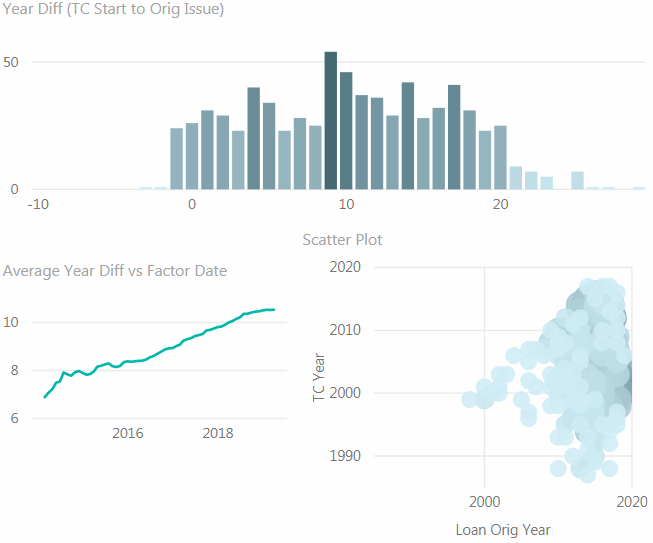 Year Diff (TC Start to Orig Issue)
50
0
-10 0 10 20
Scatter Plot
Average Year Diff vs Factor Date
10
8
6
2016 2018
2020
2010
2000
1990
TC Year
2000 2020
Loan Orig Year